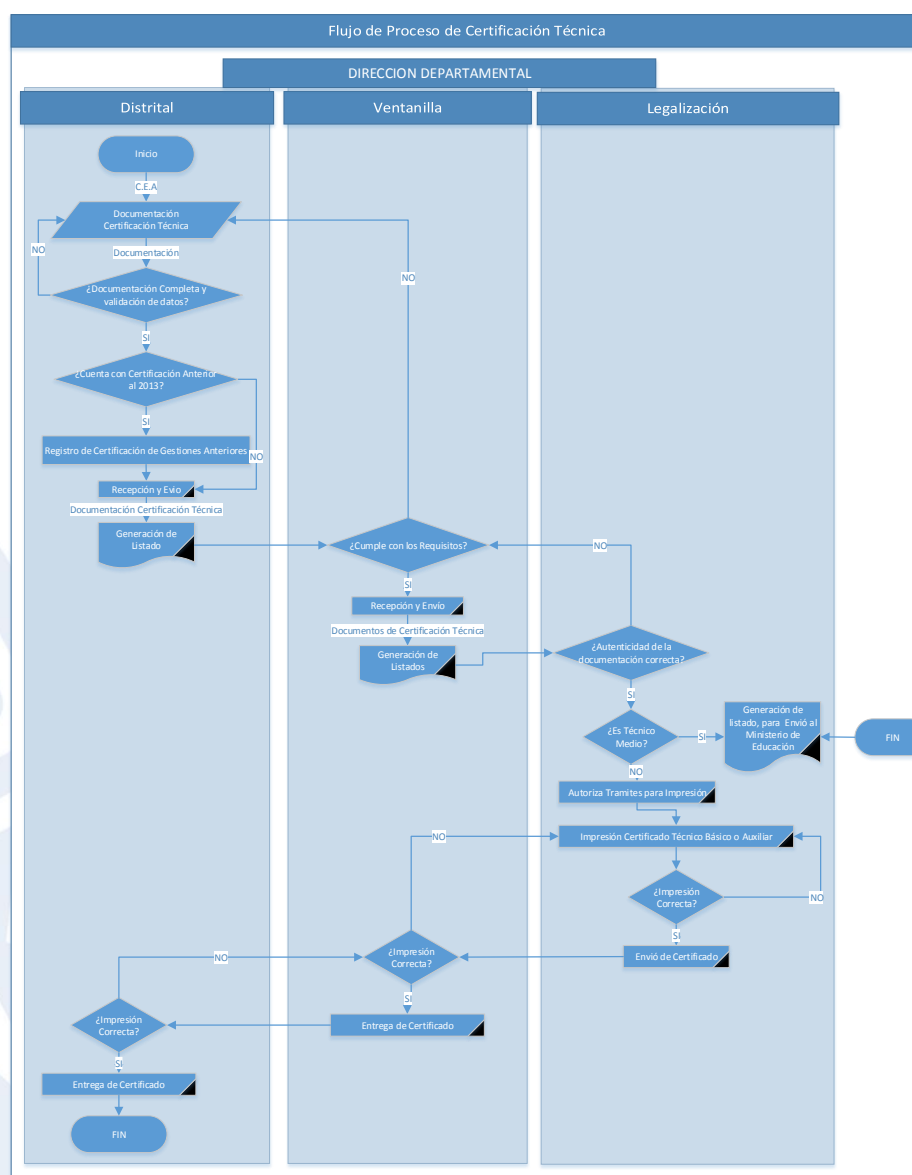 Flujo de Proceso de Certificación Técnica
DIRECCION DEPARTAMENTAL
Distrital
Ventanilla
Legalización
Inicio
C.E.A
Documentación
Certificación Técnica
NO
Documentación
¿Documentación Completa y
validación de datos?
SI
¿Cuenta con Certificación Anterior
al 2013?
SI
Registro de Certificación de Gestiones Anteriores
NO
Recepción y Evio
Documentación Certificación Técnica
Generación de
Listado
NO
¿Cumple con los Requisitos?
SI
Recepción y Envío
Documentos de Certificación Técnica
Generación de
Listados
NO
¿Autenticidad de la
documentación correcta?
SI
¿Es Técnico
Medio?
SI
Generación de
listado, para Envió al
Ministerio de
Educación
FIN
NO
Autoriza Tramites para Impresión
Impresión Certificado Técnico Básico o Auxiliar
NO
¿Impresión
Correcta?
NO
SI
Envió de Certificado
¿Impresión
Correcta?
NO
SI
Entrega de Certificado
¿Impresión
Correcta?
SI
Entrega de Certificado
FIN